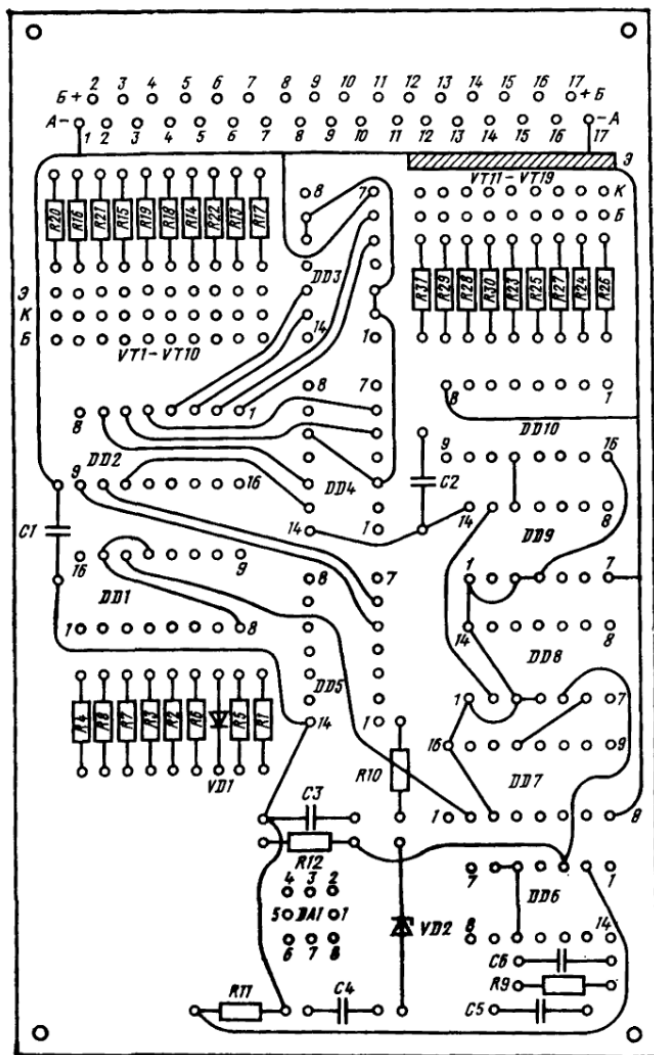 2 3 4 5 6 7 8 9 10 11 12 13 14 15 16 17
Б+ +Б
А- -А
1 2 3 4 5 6 7 8 9 10 11 12 13 14 15 16 17
Э
VT11-VT19
R20 R16 R21 R15 R19 R18 R14 R22 R13 R17
8 7
К
Б
DD3
R31 R29 R28 R30 R23 R25 R27 R24 R26
Э
К
Б
14 1
VT1-VT10
8 7
8 1
8 1
DD10
DD2
9 16
DD4
C2
9 16
C1
14 1
14 8
DD9
16 9
DD1
8 7
1 7
1 8
14 8
DD8
DD5
R4 R8 R7 R3 R2 R6 R5 R1
VD1
14 1
1 7
R10
16 9
DD7
C3
1 8
R12
4 3 2
5 DA1 1
6 7 8
VD2
7 1
DD6
8 14
C6
R9
R11
C4
C5